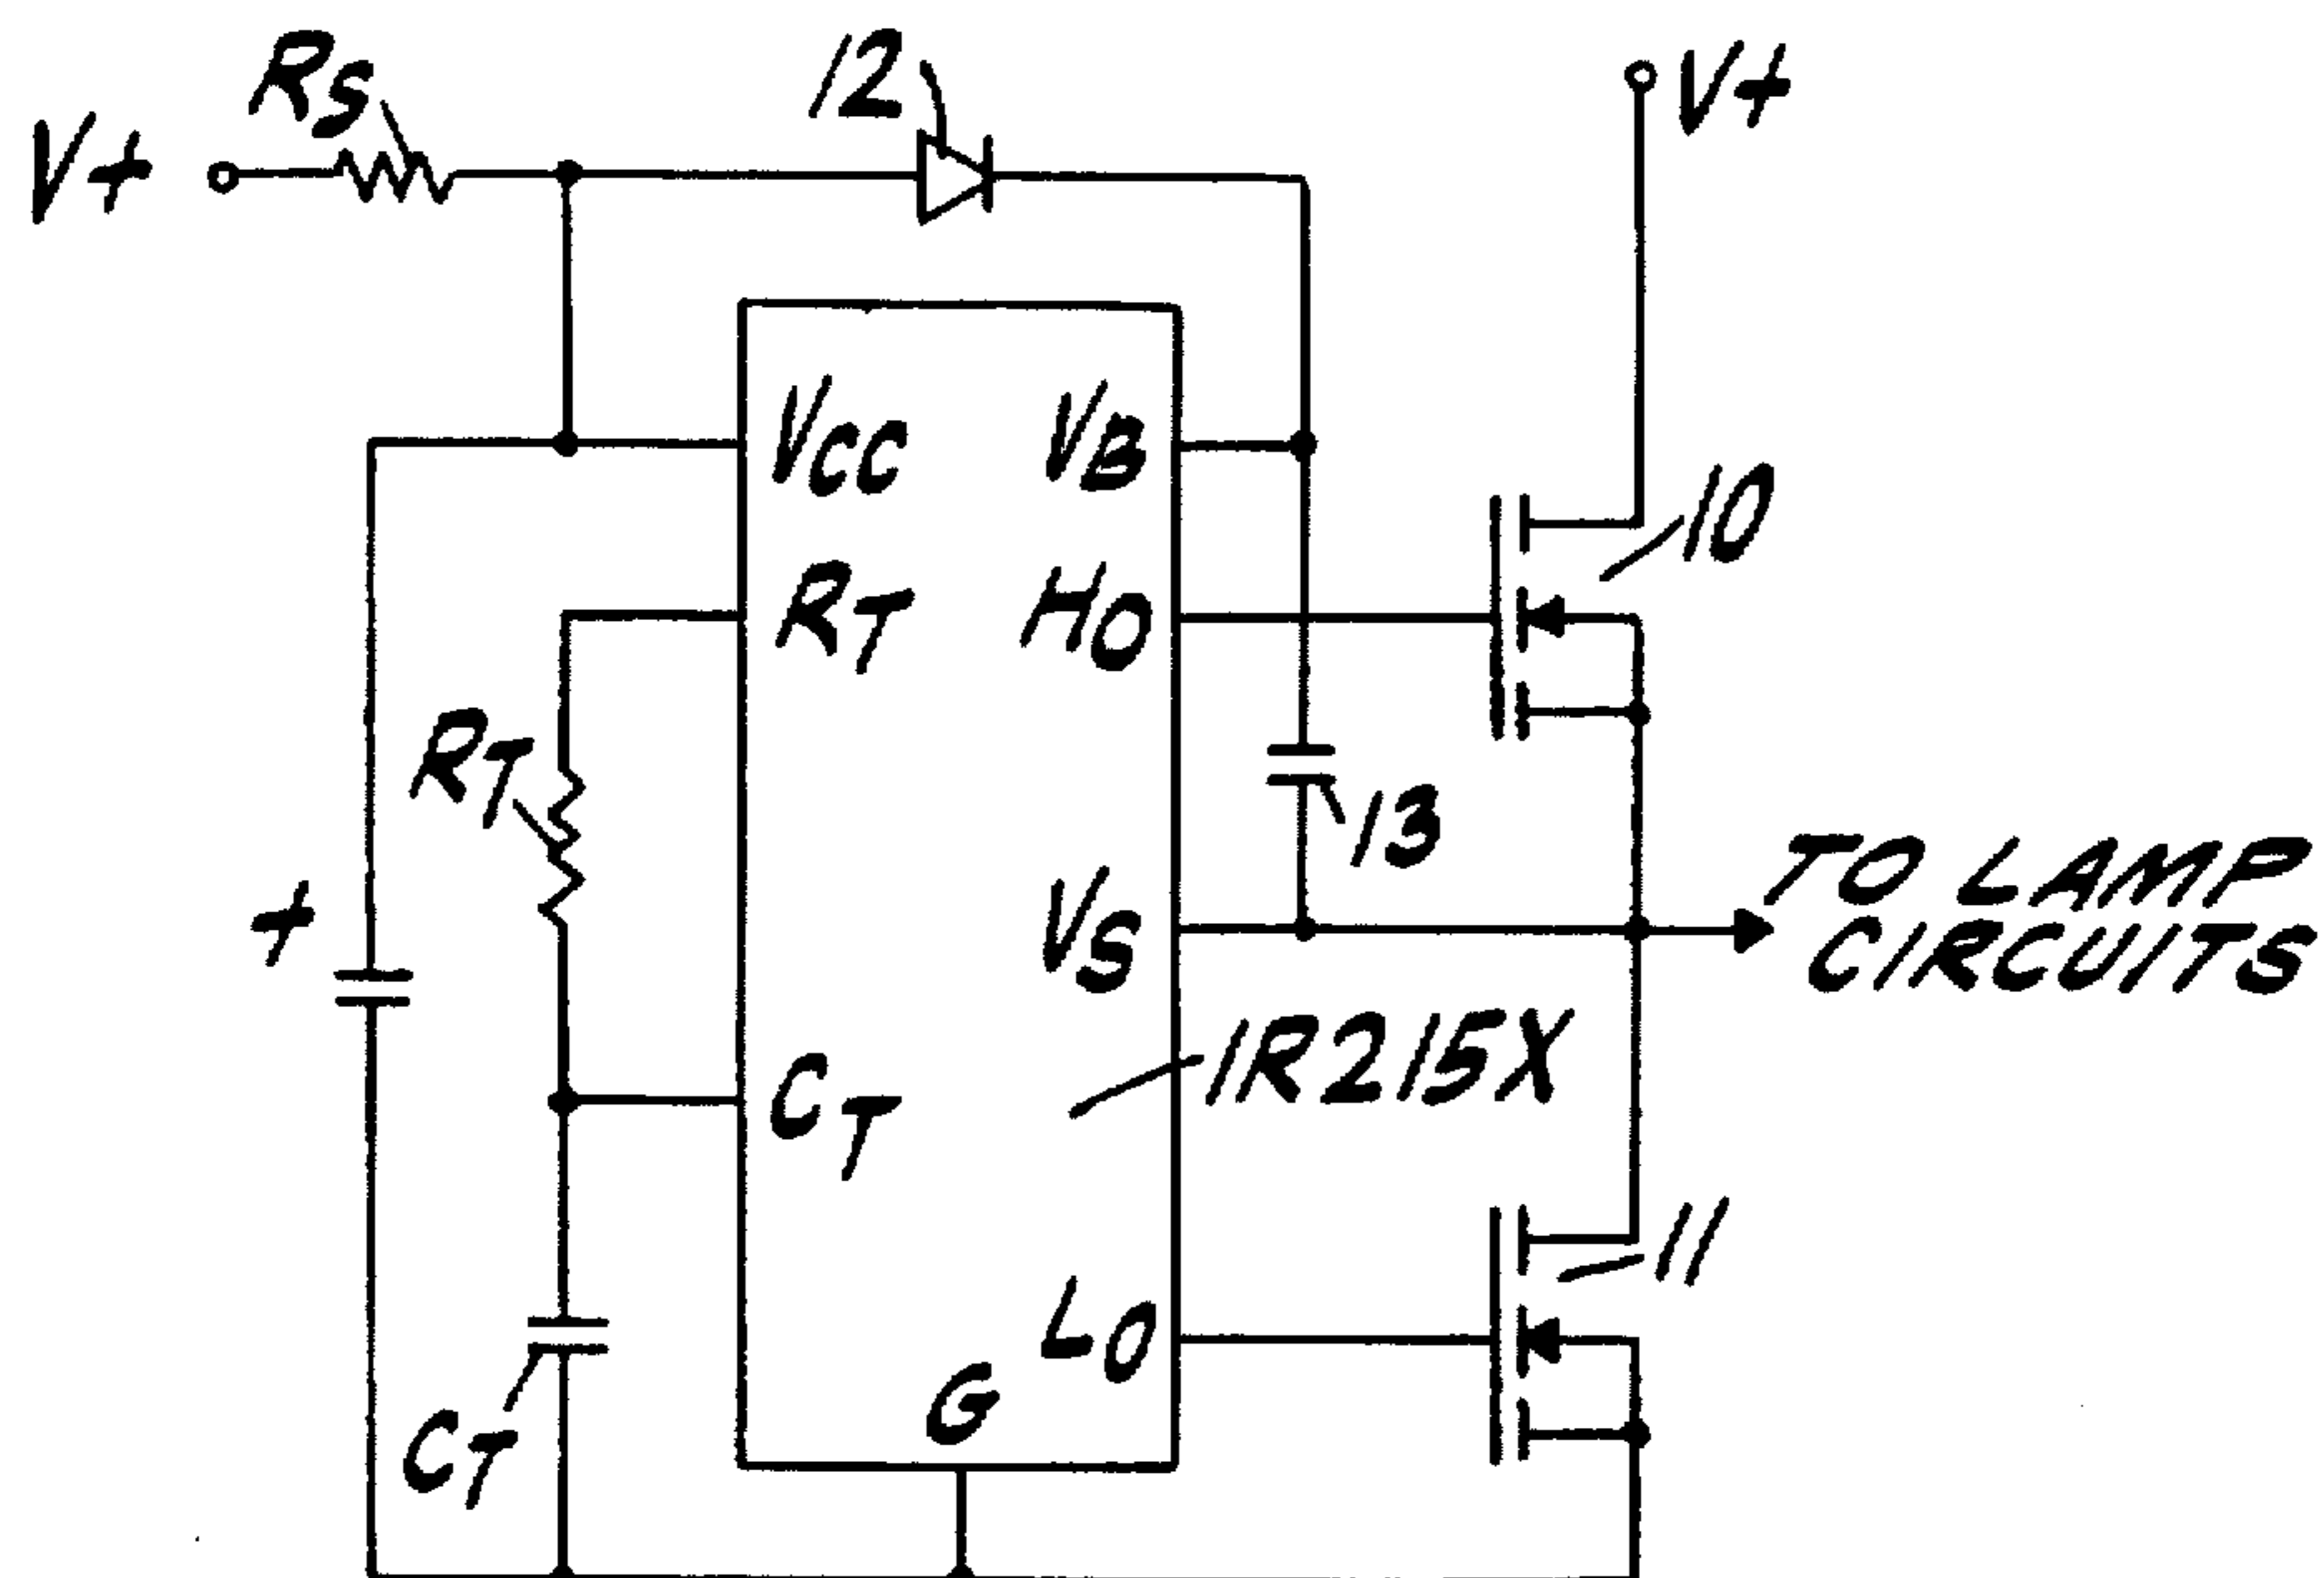 RS
12
V+
V+
VCC
VB
10
RT
HO
RT
13
+
VS
TO LAMP
CIRCUITS
IR215X
CT
11
LO
G
CT